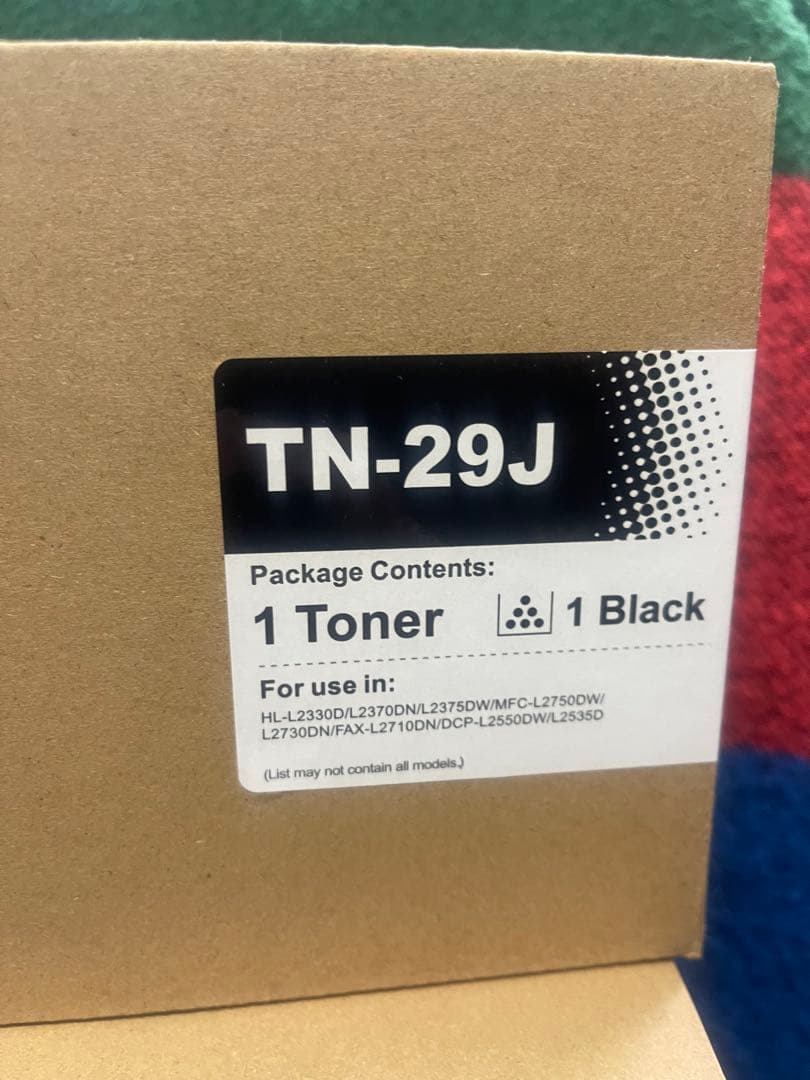 TN-29J
Package Contents:
1 Toner 1 Black
For use in:
HL-L2330D/L2370DN/L2375DW/MFC-L2750DW/
L2730DN/FAX-L2710DN/DCP-L2550DW/L2535D
(List may not contain all models.)